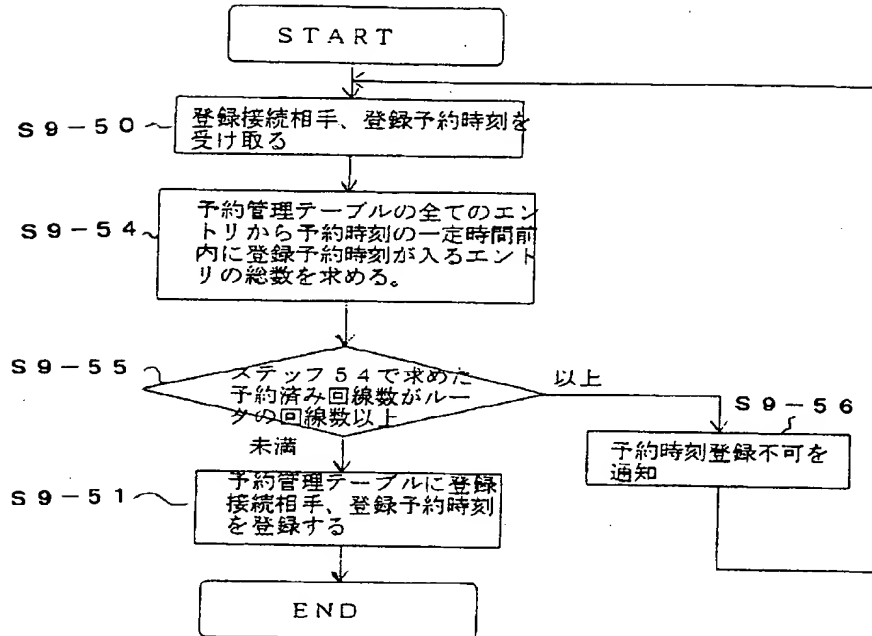 START
S9-50
登録接続相手、登録予約時刻を
受け取る
S9-54
予約管理テーブルの全てのエン
トリから予約時刻の一定時間前
内に登録予約時刻が入るエント
リの総数を求める。
S9-55
ステップ54で求めた
予約済み回線数がルー
タの回線数以上
以上
未満
S9-56
予約時刻登録不可を
通知
S9-51
予約管理テーブルに登録
接続相手、登録予約時刻
を登録する
END